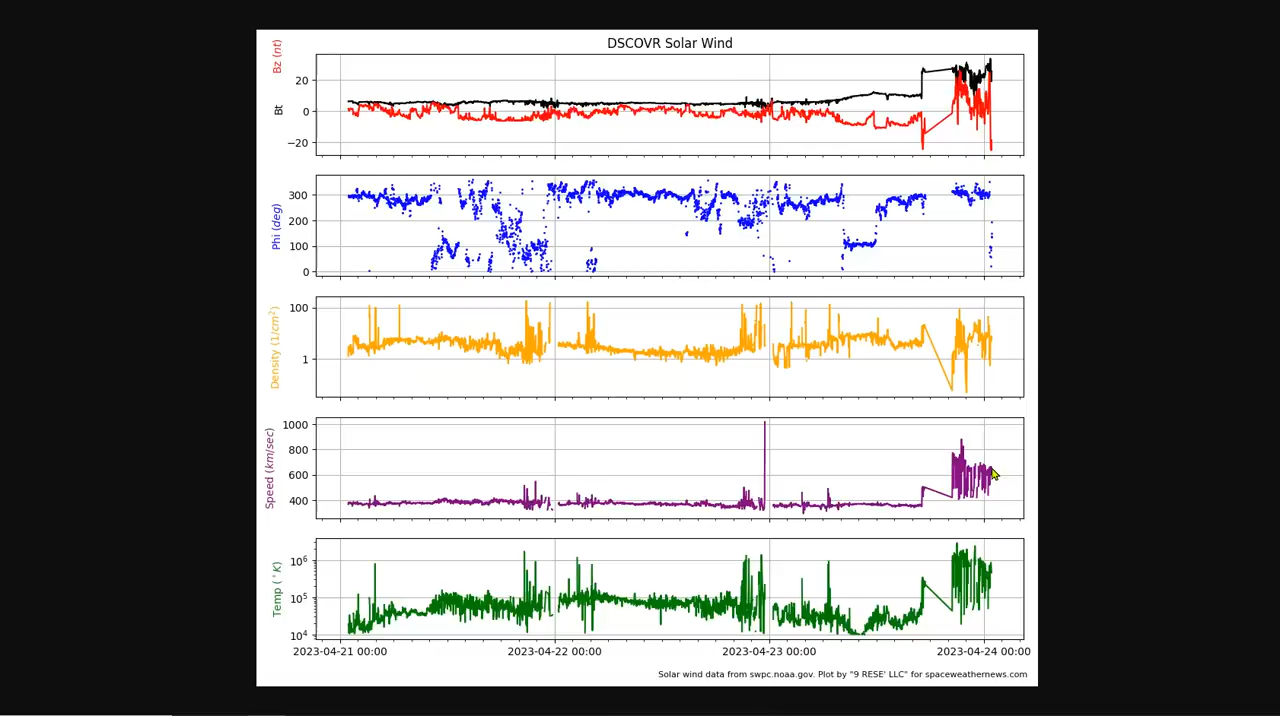 DSCOVR Solar Wind
Bz (nt)
Bt
20
0
−20
Phi (deg)
300
200
100
0
Density (1/cm²)
100
1
Speed (km/sec)
1000
800
600
400
Temp (°K)
10⁶
10⁵
10⁴
2023-04-21 00:00 2023-04-22 00:00 2023-04-23 00:00 2023-04-24 00:00
Solar wind data from swpc.noaa.gov. Plot by "9 RESE' LLC" for spaceweathernews.com